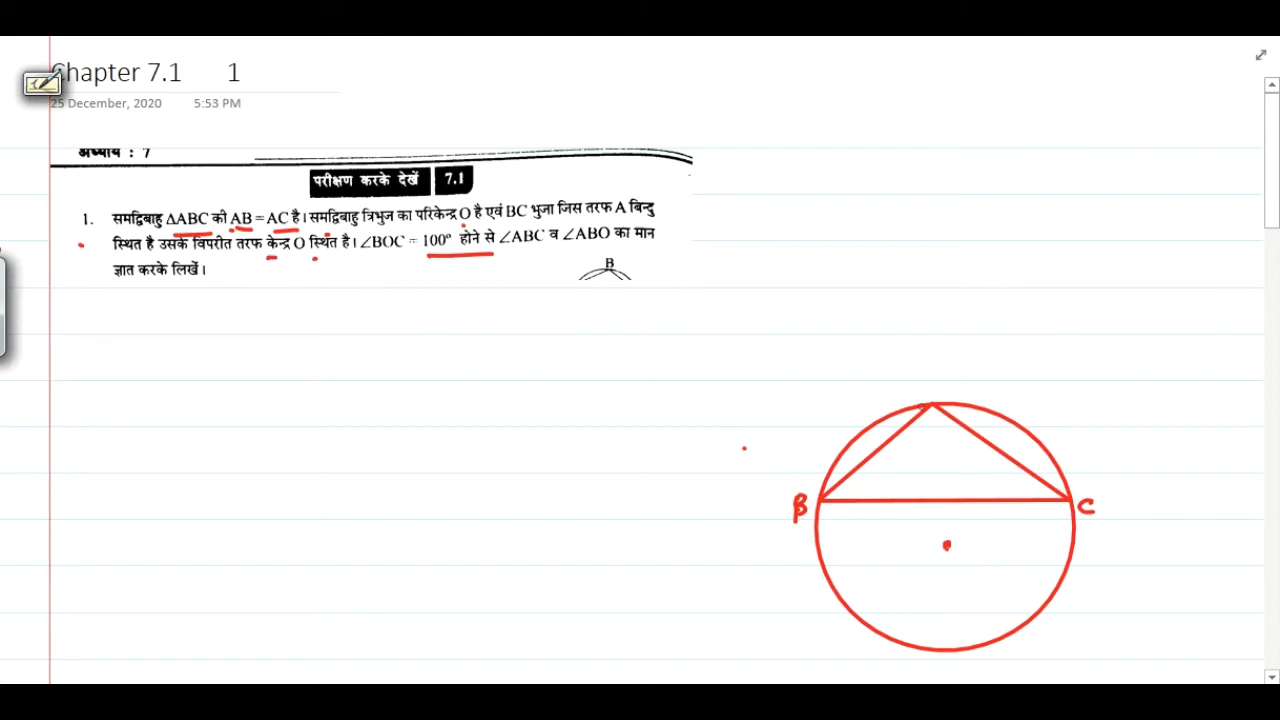 Chapter 7.1 1
25 December, 2020 5:53 PM
अध्याय : 7
परीक्षण करके देखें 7.1
1. समद्विबाहु ΔABC की AB = AC है। समद्विबाहु त्रिभुज का परिकेन्द्र O है एवं BC भुजा जिस तरफ A बिन्दु
स्थित है उसके विपरीत तरफ केन्द्र O स्थित है। ∠BOC = 100° होने से ∠ABC व ∠ABO का मान
ज्ञात करके लिखें।
B
B C